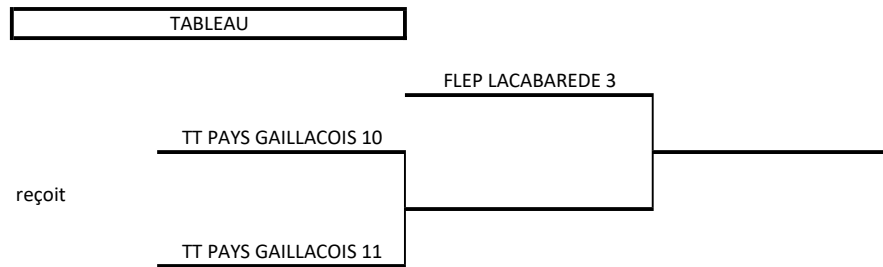 TABLEAU
FLEP LACABAREDE 3
TT PAYS GAILLACOIS 10
reçoit
TT PAYS GAILLACOIS 11